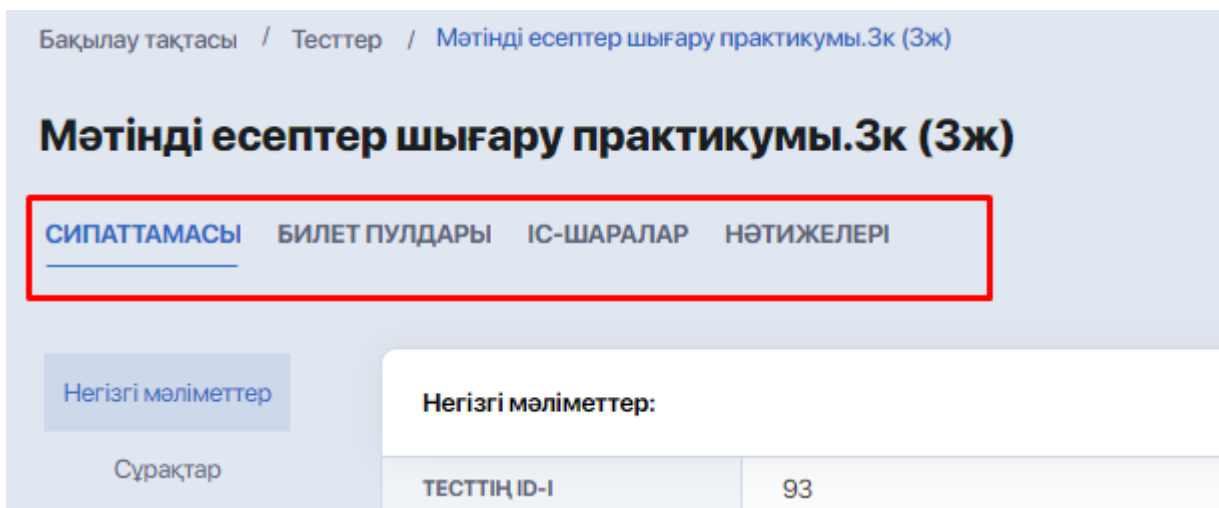 Бақылау тақтасы / Тесттер / Мәтінді есептер шығару практикумы.3к (3ж)
Мәтінді есептер шығару практикумы.3к (3ж)
СИПАТТАМАСЫ БИЛЕТ ПУЛДАРЫ ІС-ШАРАЛАР НӘТИЖЕЛЕРІ
Негізгі мәліметтер
Негізгі мәліметтер:
Сұрақтар
ТЕСТТІҢ ID-І 93